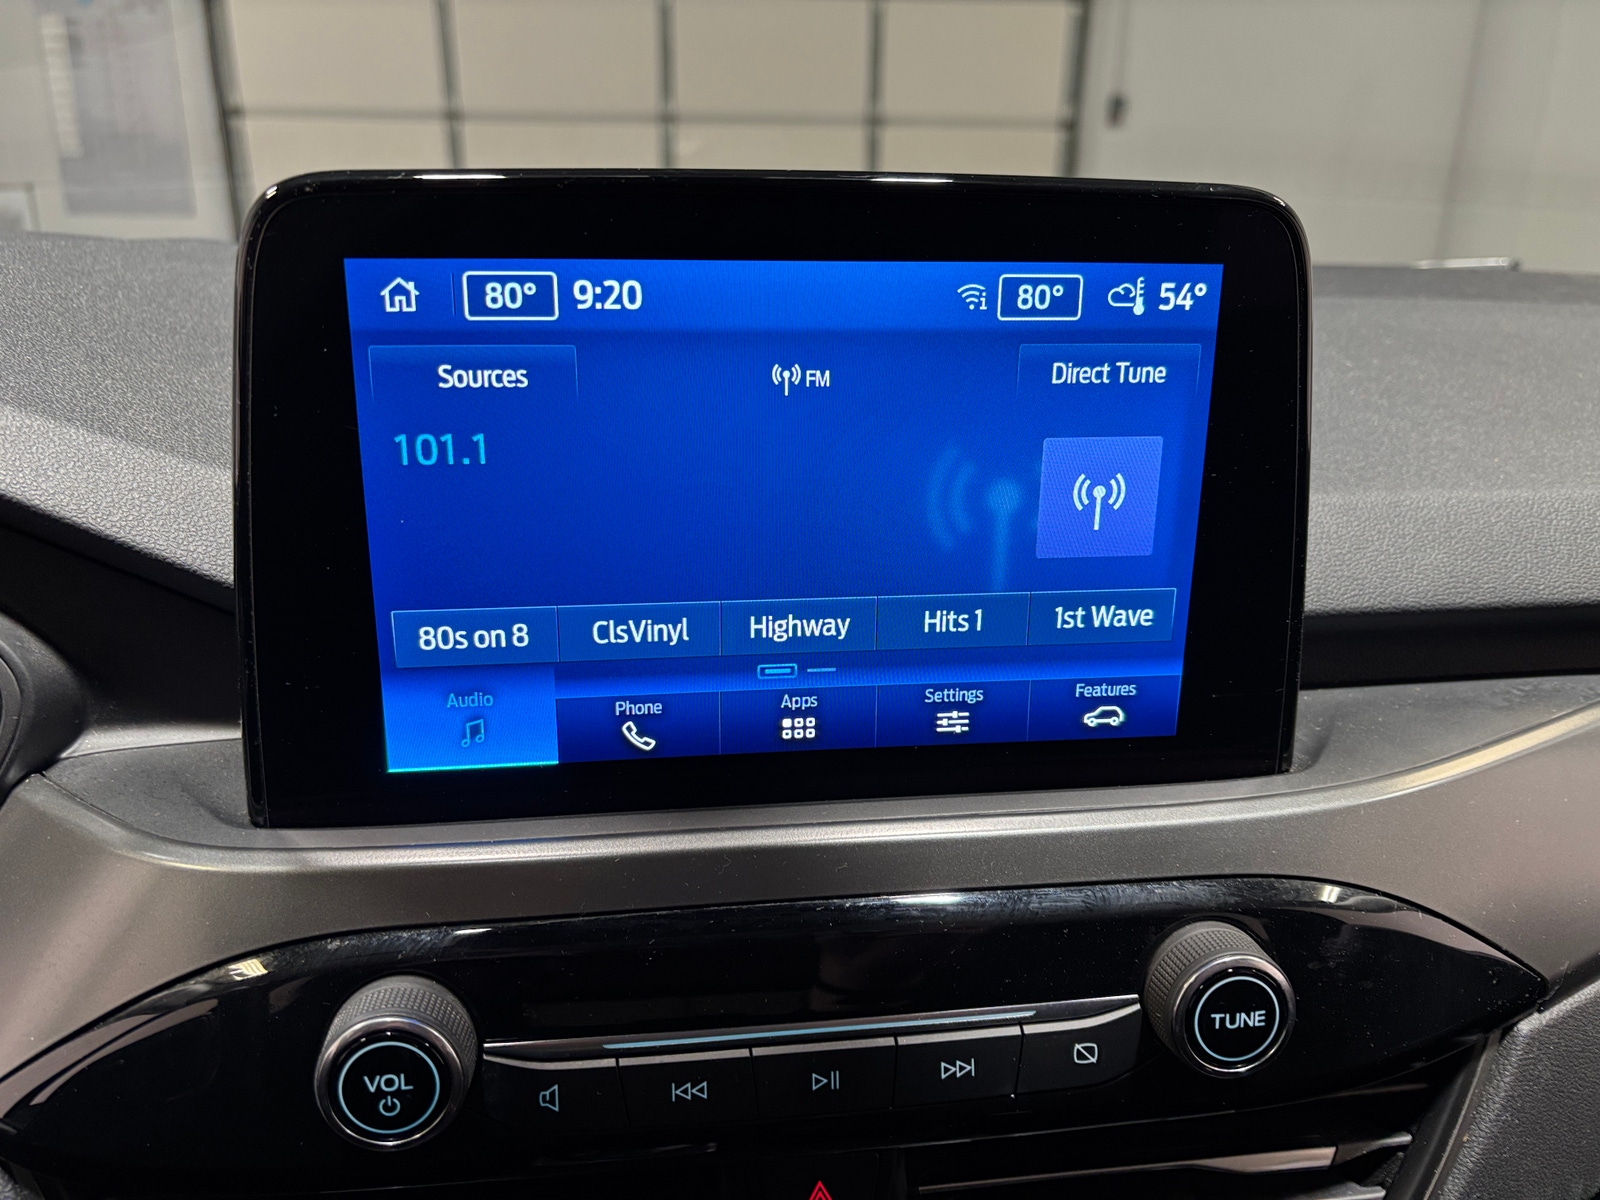 80° 9:20 80° 54°
Sources FM Direct Tune
101.1
80s on 8 ClsVinyl Highway Hits 1 1st Wave
Audio Phone Apps Settings Features
VOL TUNE